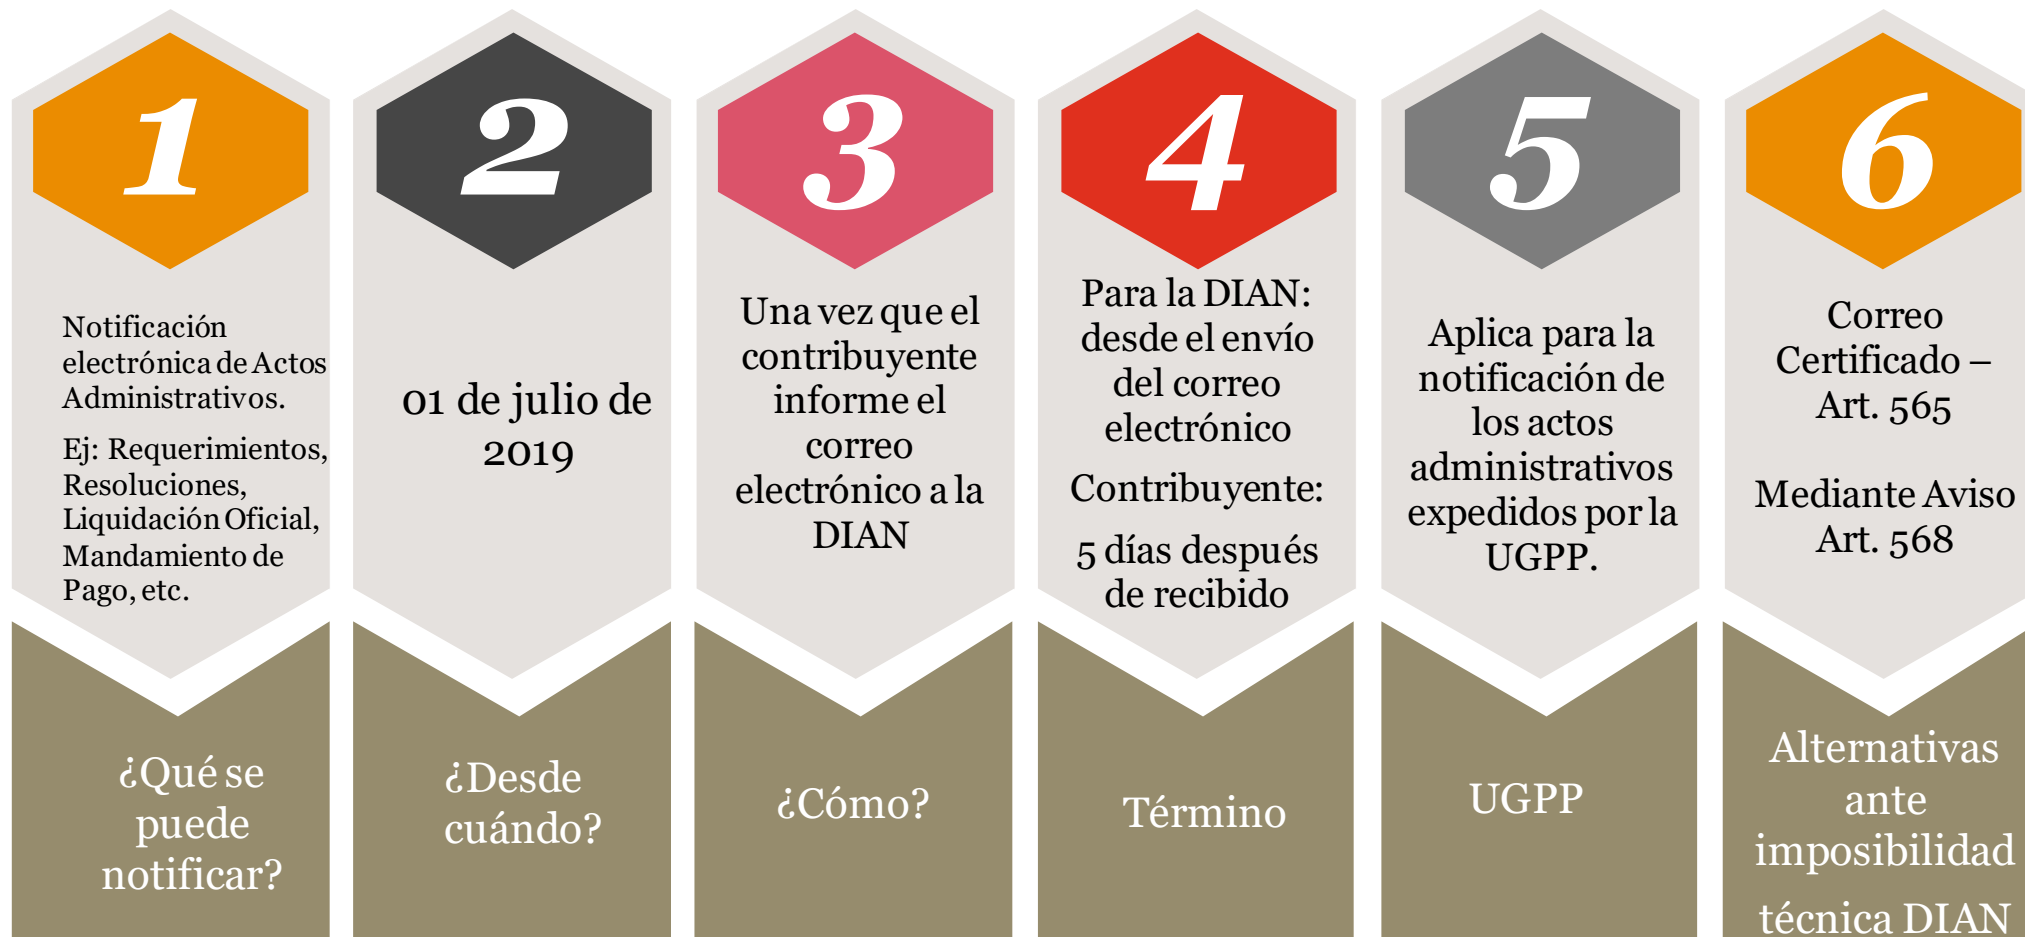 1
Notificación
electrónica de Actos
Administrativos.
Ej: Requerimientos,
Resoluciones,
Liquidación Oficial,
Mandamiento de
Pago, etc.
¿Qué se
puede
notificar?
2
01 de julio de
2019
¿Desde
cuándo?
3
Una vez que el
contribuyente
informe el
correo
electrónico a la
DIAN
¿Cómo?
4
Para la DIAN:
desde el envío
del correo
electrónico
Contribuyente:
5 días después
de recibido
Término
5
Aplica para la
notificación de
los actos
administrativos
expedidos por la
UGPP.
UGPP
6
Correo
Certificado –
Art. 565
Mediante Aviso
Art. 568
Alternativas
ante
imposibilidad
técnica DIAN